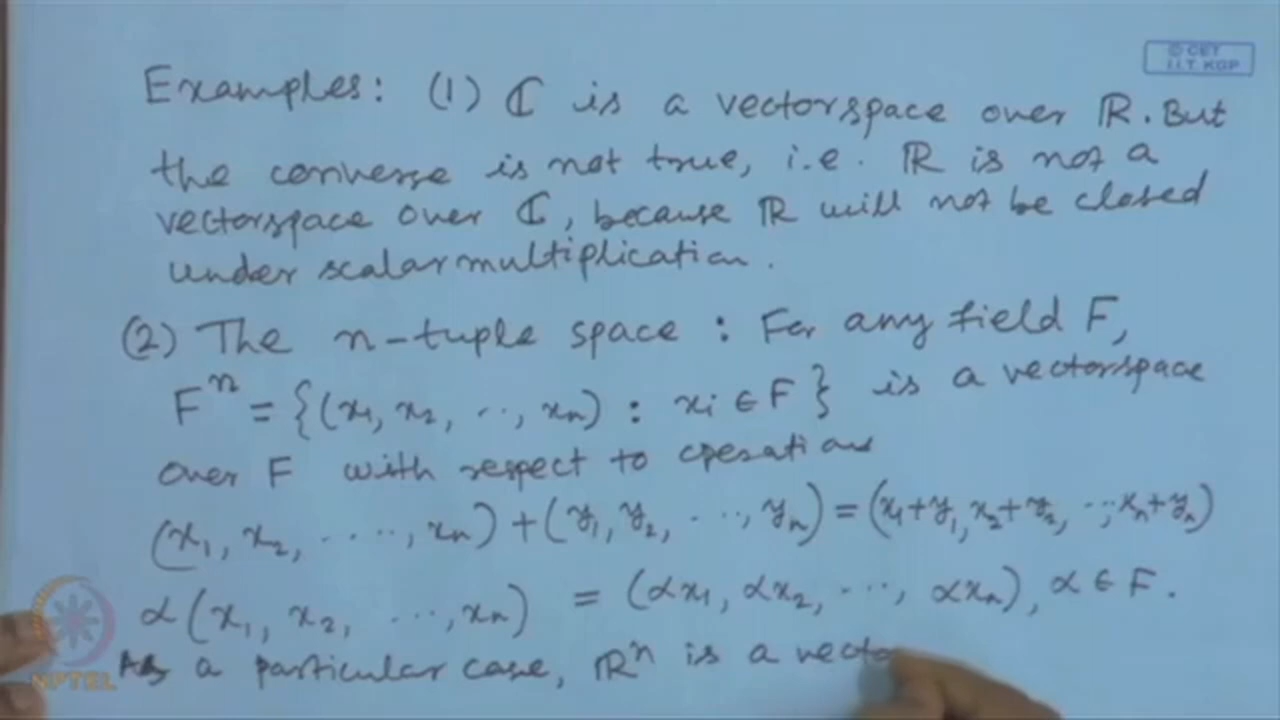 © CET
I.I.T. KGP
Examples: (1) ℂ is a vectorspace over ℝ. But
the converse is not true, i.e. ℝ is not a
vectorspace over ℂ, because ℝ will not be closed
under scalar multiplication.
(2) The n-tuple space: For any field F,
Fⁿ = {(x₁, x₂, .., xₙ) : xᵢ ∈ F} is a vectorspace
over F with respect to operations
(x₁, x₂, ...., xₙ) + (y₁, y₂, ..., yₙ) = (x₁+y₁, x₂+y₂, ..., xₙ+yₙ)
α(x₁, x₂, ..., xₙ) = (αx₁, αx₂, ..., αxₙ), α ∈ F.
As a particular case, ℝⁿ is a vecto
NPTEL